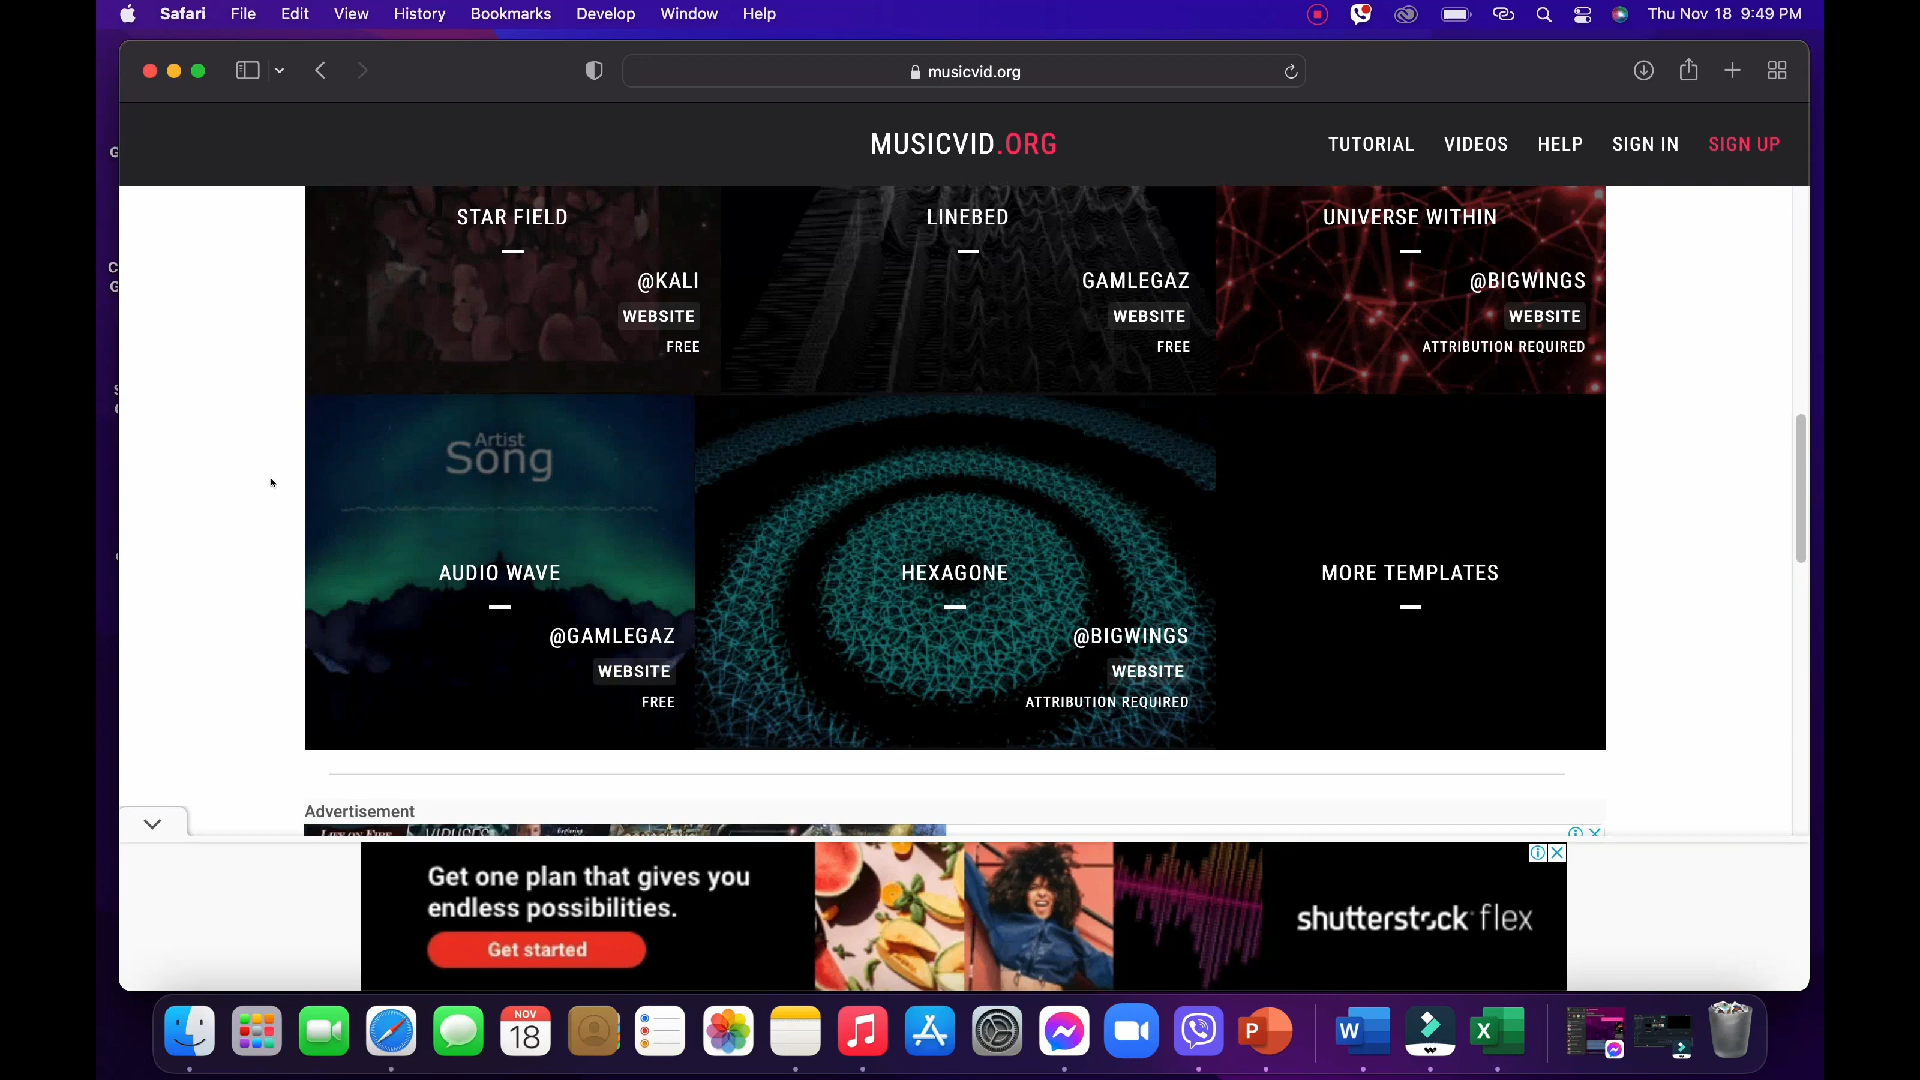 Safari File Edit View History Bookmarks Develop Window Help Thu Nov 18 9:49 PM
musicvid.org
MUSICVID.ORG TUTORIAL VIDEOS HELP SIGN IN SIGN UP
STAR FIELD LINEBED UNIVERSE WITHIN
@KALI GAMLEGAZ @BIGWINGS
WEBSITE WEBSITE WEBSITE
FREE FREE ATTRIBUTION REQUIRED
Artist
Song
AUDIO WAVE HEXAGONE MORE TEMPLATES
@GAMLEGAZ @BIGWINGS
WEBSITE WEBSITE
FREE ATTRIBUTION REQUIRED
Advertisement
Get one plan that gives you
endless possibilities.
Get started
shutterstock flex
NOV
18
P W X